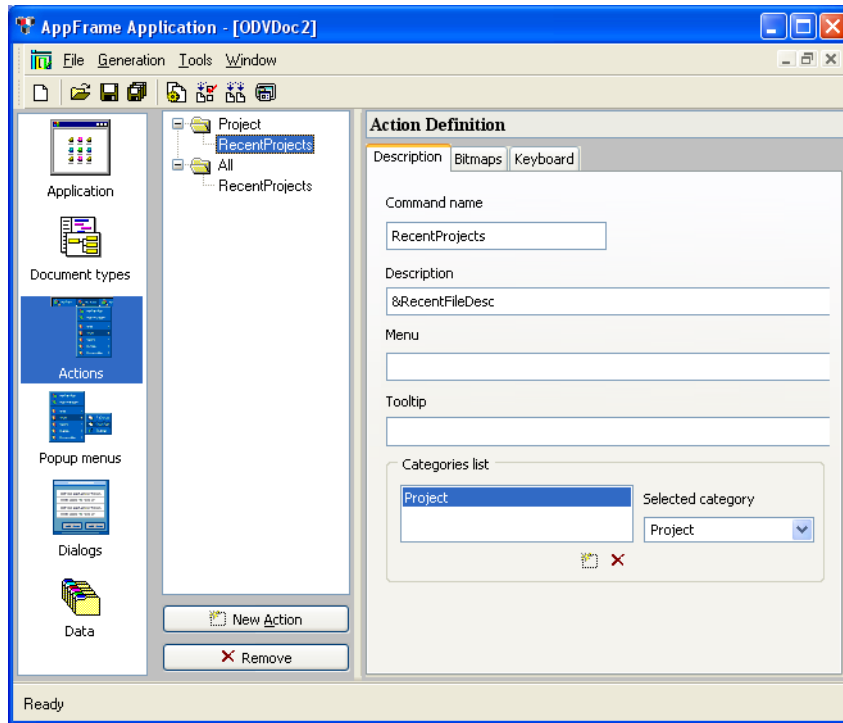 AppFrame Application - [ODVDoc2]
File Generation Tools Window
Application
Document types
Actions
Popup menus
Dialogs
Data
Project
RecentProjects
All
RecentProjects
New Action
Remove
Action Definition
Description Bitmaps Keyboard
Command name
RecentProjects
Description
&RecentFileDesc
Menu
Tooltip
Categories list
Project
Selected category
Project
Ready